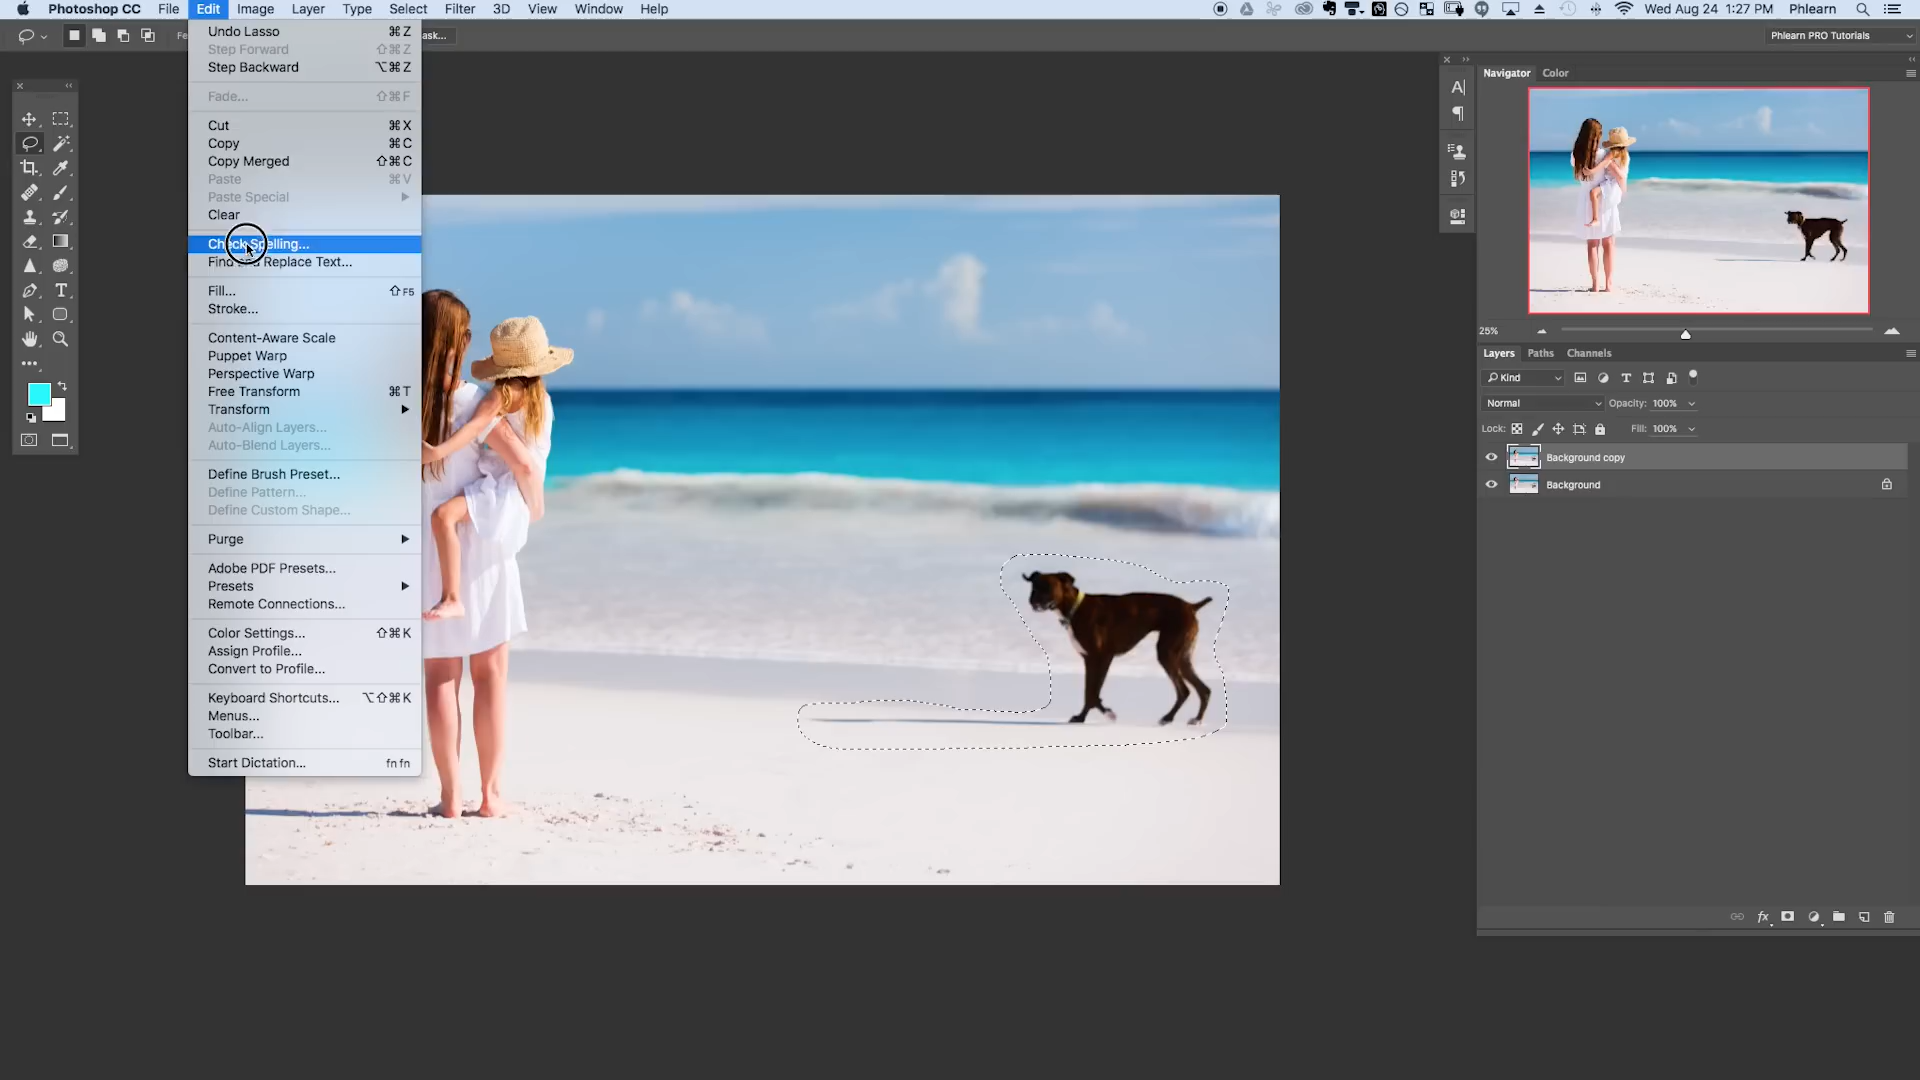 Photoshop CC File Edit Image Layer Type Select Filter 3D View Window Help Wed Aug 24 1:27 PM Phlearn
ask... Phlearn PRO Tutorials
Undo Lasso ⌘Z
Step Forward ⇧⌘Z
Step Backward ⌥⌘Z
Fade... ⇧⌘F
Cut ⌘X
Copy ⌘C
Copy Merged ⇧⌘C
Paste ⌘V
Paste Special
Clear
Check Spelling...
Find and Replace Text...
Fill... ⇧F5
Stroke...
Content-Aware Scale
Puppet Warp
Perspective Warp
Free Transform ⌘T
Transform
Auto-Align Layers...
Auto-Blend Layers...
Define Brush Preset...
Define Pattern...
Define Custom Shape...
Purge
Adobe PDF Presets...
Presets
Remote Connections...
Color Settings... ⇧⌘K
Assign Profile...
Convert to Profile...
Keyboard Shortcuts... ⌥⇧⌘K
Menus...
Toolbar...
Start Dictation... fn fn
Navigator Color
25%
Layers Paths Channels
Kind
Normal Opacity: 100%
Lock: Fill: 100%
Background copy
Background